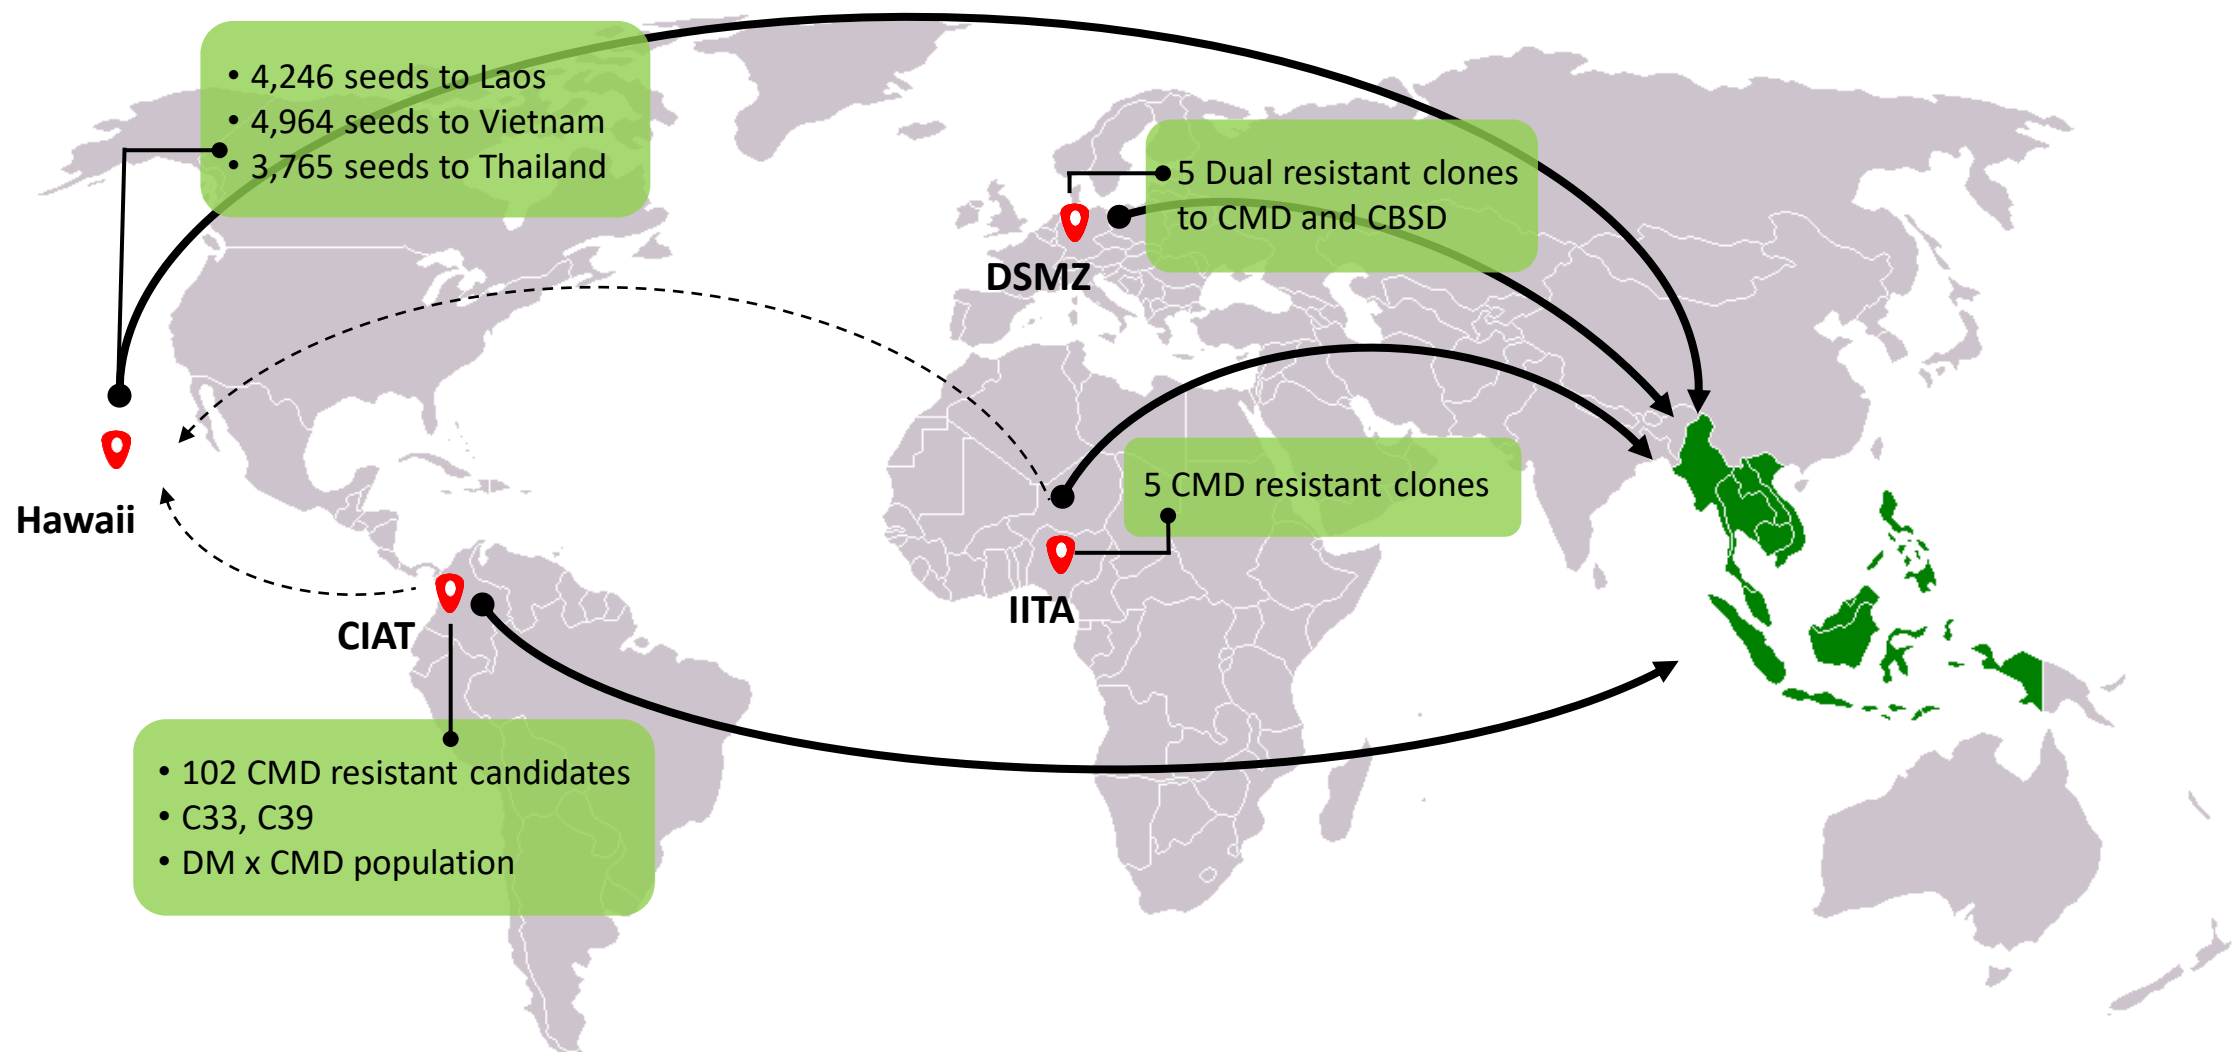 • 4,246 seeds to Laos
• 4,964 seeds to Vietnam
• 3,765 seeds to Thailand
5 Dual resistant clones
to CMD and CBSD
DSMZ
5 CMD resistant clones
Hawaii
IITA
CIAT
• 102 CMD resistant candidates
• C33, C39
• DM x CMD population